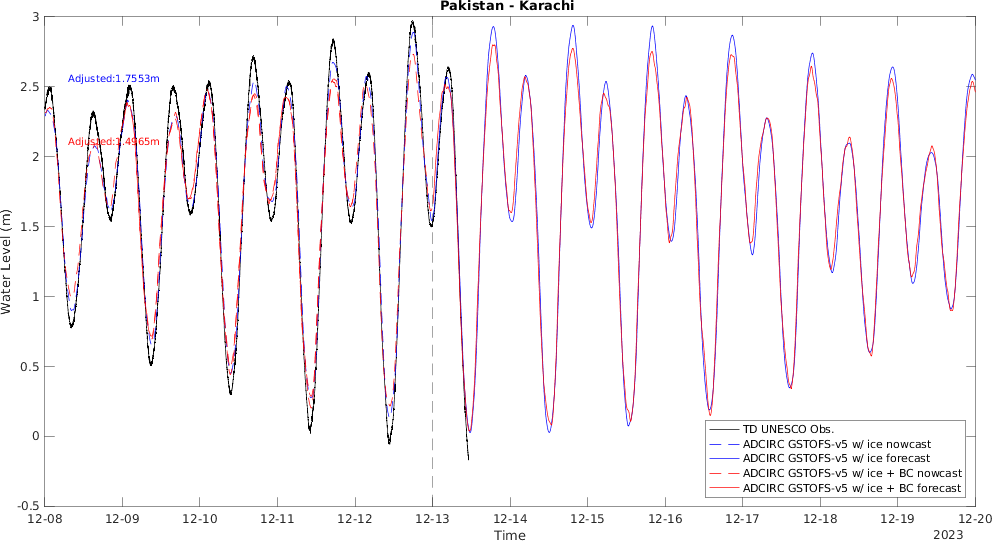 Pakistan - Karachi
3
2.5
2
1.5
1
0.5
0
-0.5
Water Level (m)
Adjusted:1.7553m
Adjusted:1.4965m
TD UNESCO Obs.
ADCIRC GSTOFS-v5 w/ ice nowcast
ADCIRC GSTOFS-v5 w/ ice forecast
ADCIRC GSTOFS-v5 w/ ice + BC nowcast
ADCIRC GSTOFS-v5 w/ ice + BC forecast
12-08 12-09 12-10 12-11 12-12 12-13 12-14 12-15 12-16 12-17 12-18 12-19 12-20
Time
2023